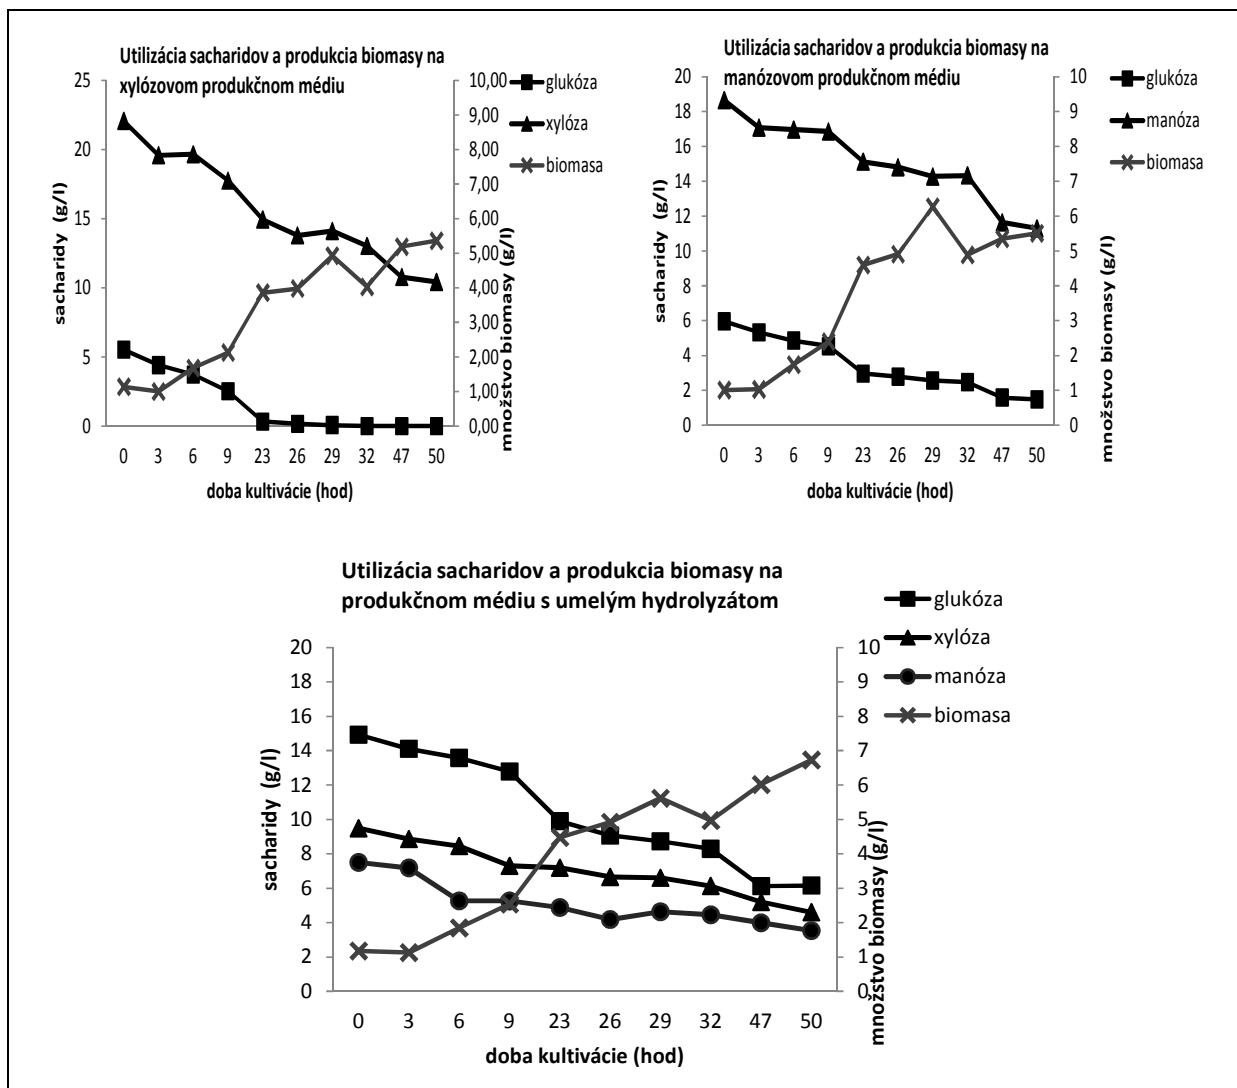 Utilizácia sacharidov a produkcia biomasy na
xylózovom produkčnom médiu
glukóza
xylóza
biomasa
25
20
15
10
5
0
10,00
9,00
8,00
7,00
6,00
5,00
4,00
3,00
2,00
1,00
0,00
sacharidy (g/l)
množstvo biomasy (g/l)
0 3 6 9 23 26 29 32 47 50
doba kultivácie (hod)
Utilizácia sacharidov a produkcia biomasy na
manózovom produkčnom médiu
glukóza
manóza
biomasa
20
18
16
14
12
10
8
6
4
2
0
10
9
8
7
6
5
4
3
2
1
0
sacharidy (g/l)
množstvo biomasy (g/l)
0 3 6 9 23 26 29 32 47 50
doba kultivácie (hod)
Utilizácia sacharidov a produkcia biomasy na
produkčnom médiu s umelým hydrolyzátom
glukóza
xylóza
manóza
biomasa
20
18
16
14
12
10
8
6
4
2
0
10
9
8
7
6
5
4
3
2
1
0
sacharidy (g/l)
množstvo biomasy (g/l)
0 3 6 9 23 26 29 32 47 50
doba kultivácie (hod)